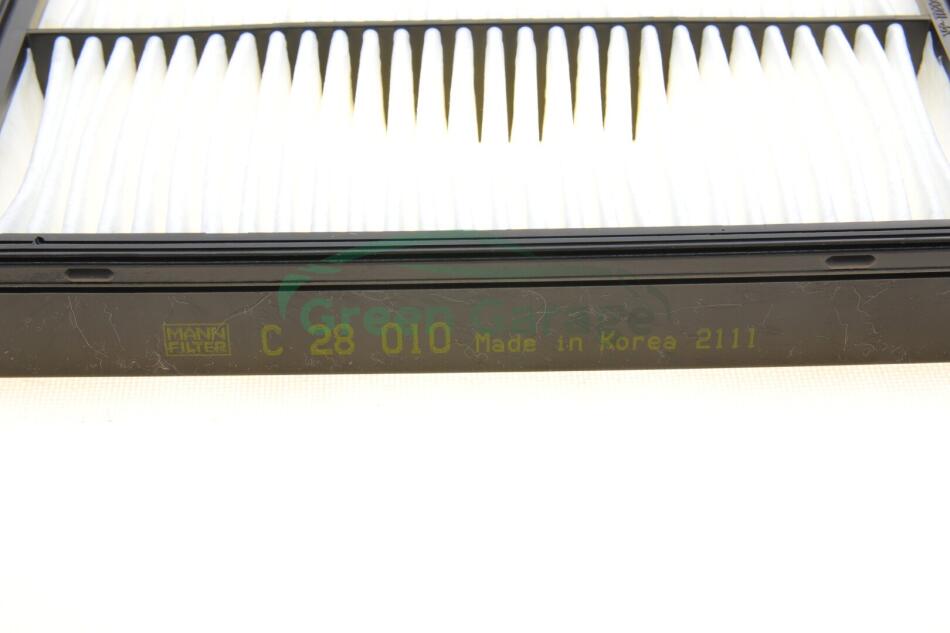 MANN
FILTER
C 28 010 Made in Korea 2111
Green Garage